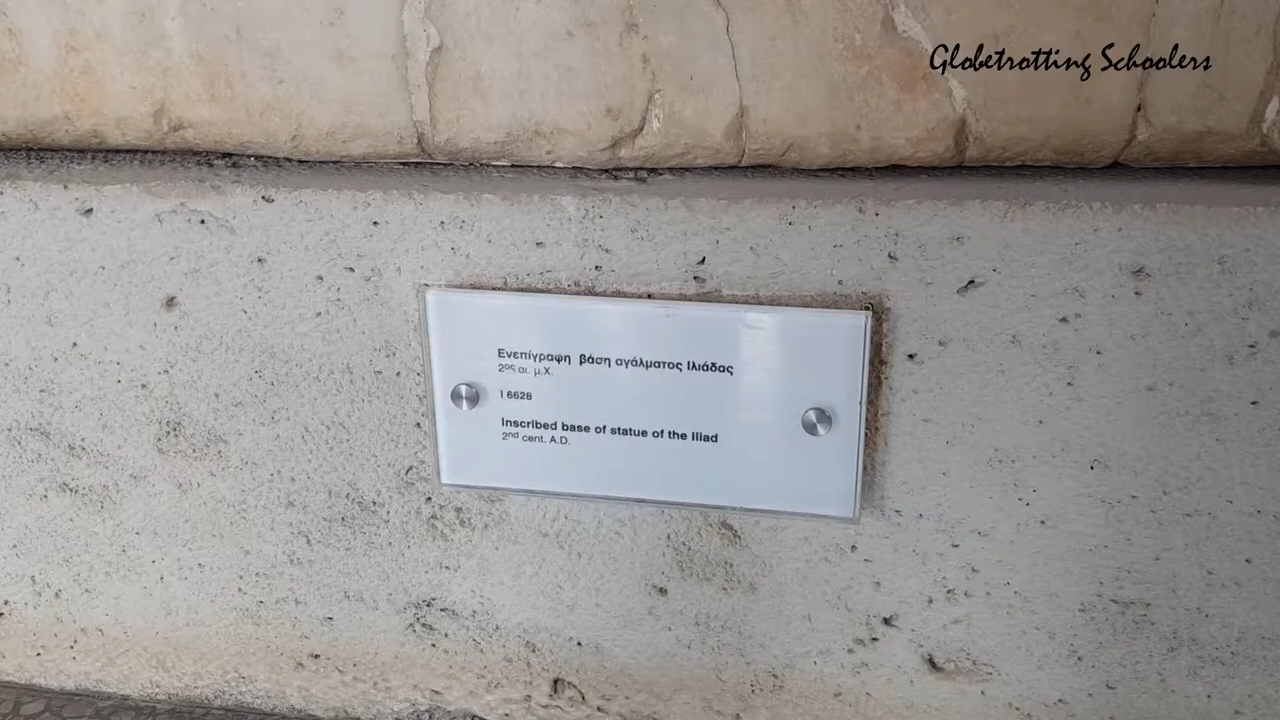 Globetrotting Schoolers
Ενεπίγραφη βάση αγάλματος Ιλιάδας
2ος αι. μ.Χ.
I 6628
Inscribed base of statue of the Iliad
2nd cent. A.D.